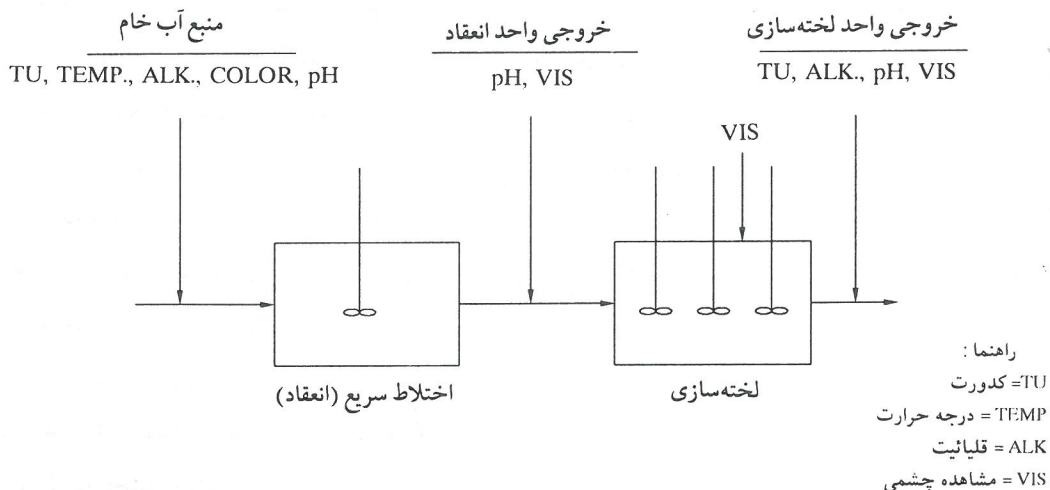 منبع آب خام
TU, TEMP., ALK., COLOR, pH
خروجی واحد انعقاد
pH, VIS
خروجی واحد لخته‌سازی
TU, ALK., pH, VIS
VIS
اختلاط سریع (انعقاد)
لخته‌سازی
راهنما :
TU= کدورت
TEMP = درجه حرارت
ALK = قلیائیت
VIS = مشاهده چشمی